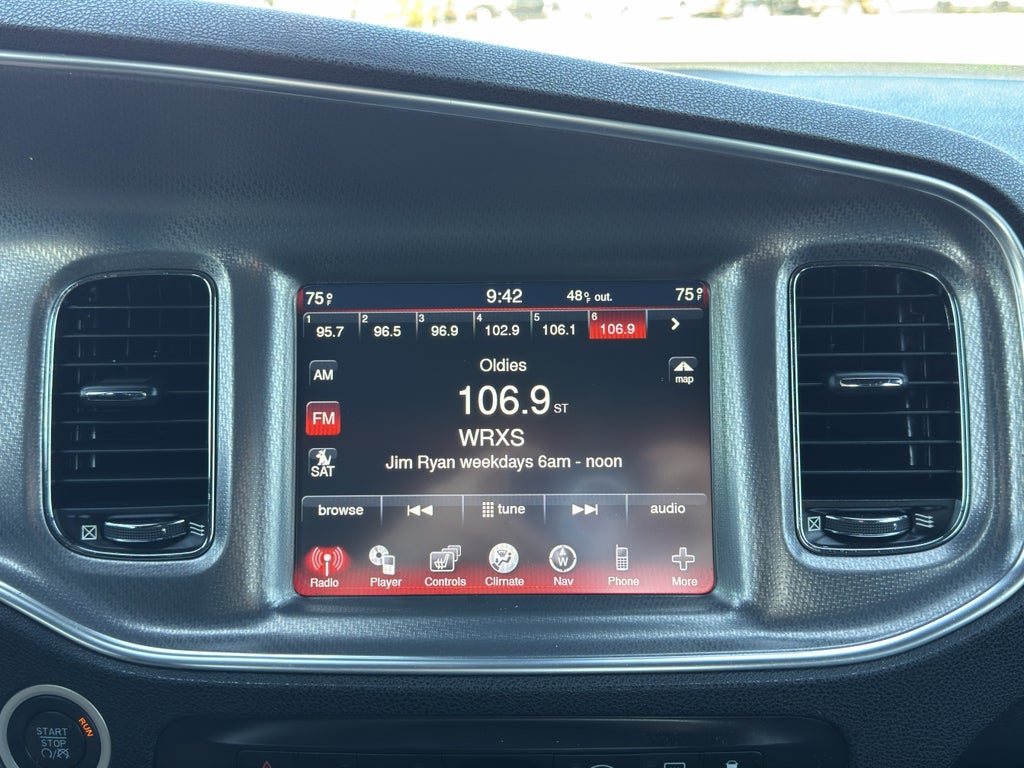 75°F 9:42 48°F out. 75°F
1 95.7 2 96.5 3 96.9 4 102.9 5 106.1 6 106.9
AM
Oldies
map
FM
106.9 ST
WRXS
SAT
Jim Ryan weekdays 6am - noon
browse tune audio
W
Radio Player Controls Climate Nav Phone More
RUN
START
STOP